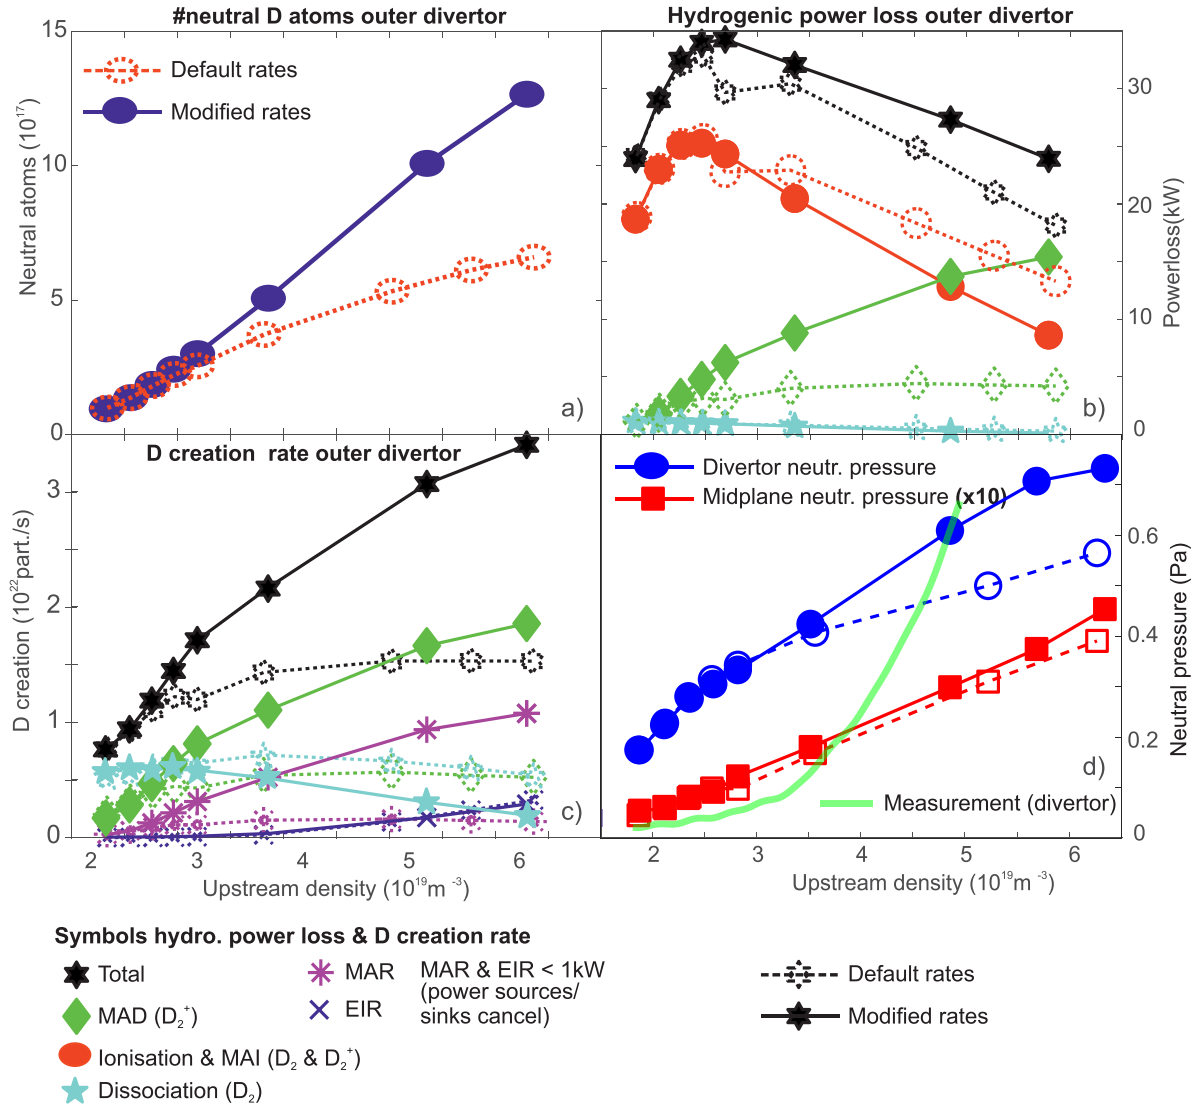 #neutral D atoms outer divertor
Hydrogenic power loss outer divertor
15
10
5
0
Neutral atoms (10¹⁷)
Default rates
Modified rates
a)
30
20
10
0
Powerloss(kW)
b)
D creation rate outer divertor
3
2
1
0
D creation (10²²part./s)
c)
2
3
4
5
6
Upstream density (10¹⁹m ⁻³)
Divertor neutr. pressure
Midplane neutr. pressure (x10)
0.6
0.4
0.2
0
Neutral pressure (Pa)
d)
Measurement (divertor)
2
3
4
5
6
Upstream density (10¹⁹m ⁻³)
Symbols hydro. power loss & D creation rate
Total
MAD (D₂⁺)
Ionisation & MAI (D₂ & D₂⁺)
Dissociation (D₂)
MAR
EIR
MAR & EIR < 1kW
(power sources/
sinks cancel)
Default rates
Modified rates